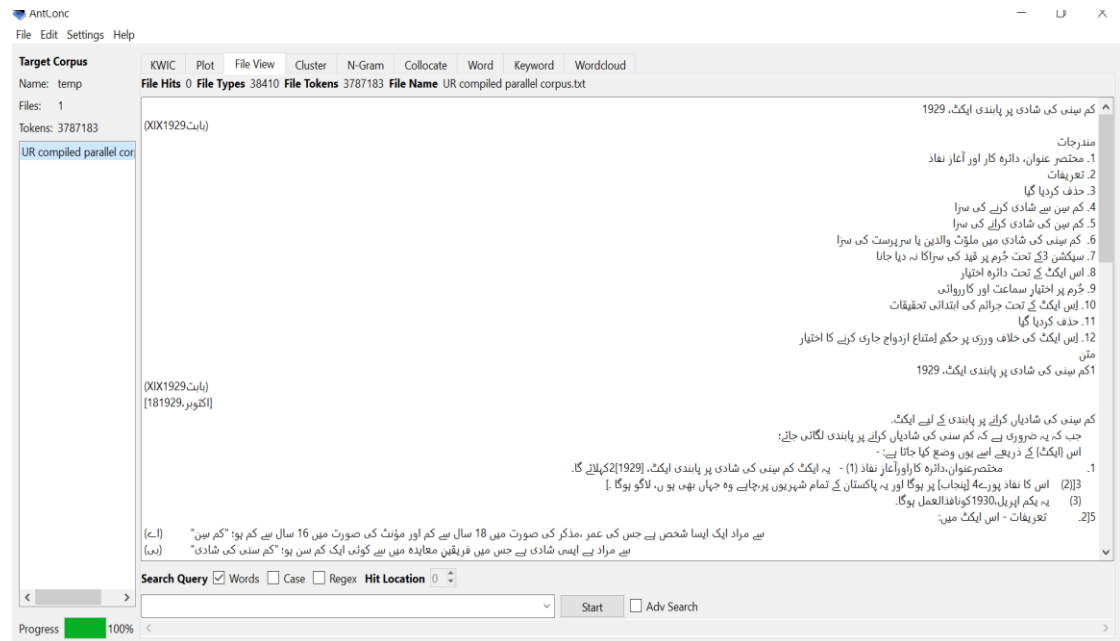 AntConc
File Edit Settings Help
Target Corpus
Name: temp
Files: 1
Tokens: 3787183
UR compiled parallel cor
KWIC Plot File View Cluster N-Gram Collocate Word Keyword Wordcloud
File Hits 0 File Types 38410 File Tokens 3787183 File Name UR compiled parallel corpus.txt
کم سِنی کی شادی پر پابندی ایکٹ، 1929
(بابت1929XIX)
مندرجات
1. مختصر عنوان، دائرہ کار اور آغاز نفاذ
2. تعریفات
3. حذف کردیا گیا
4. کم سِن سے شادی کرنے کی سزا
5. کم سِن کی شادی کرانے کی سزا
6. کم سِنی کی شادی میں ملوّث والدین یا سرپرست کی سزا
7. سیکشن 3کے تحت جُرم پر قید کی سزاکا نہ دیا جانا
8. اس ایکٹ کے تحت دائرہ اختیار
9. جُرم پر اختیارِ سماعت اور کارروائی
10. اِس ایکٹ کے تحت جرائم کی ابتدائی تحقیقات
11. حذف کردیا گیا
12. اِس ایکٹ کی خلاف ورزی پر حکمِ اِمتناع ازدواج جاری کرنے کا اختیار
متن
1کم سِنی کی شادی پر پابندی ایکٹ، 1929
(بابت1929XIX)
[اکتوبر،181929]
کم سِنی کی شادیاں کرانے پر پابندی کے لیے ایکٹ۔
جب کہ یہ ضروری ہے کہ کم سنی کی شادیاں کرانے پر پابندی لگائی جائے؛
اس (ایکٹ) کے ذریعے اسے یوں وضع کیا جاتا ہے: -
1. مختصرعنوان،دائرہ کاراورآغاز نفاذ (1) - یہ ایکٹ کم سِنی کی شادی پر پابندی ایکٹ، [1929]2کہلائے گا۔
3[(2) اس کا نفاذ پورے4 [پنجاب] پر ہوگا اور یہ پاکستان کے تمام شہریوں پر،چاہے وہ جہاں بھی ہو ں، لاگو ہوگا ۔]
(3) یہ یکم اپریل،1930کونافذالعمل ہوگا۔
5[2. تعریفات - اس ایکٹ میں:
(اے) "کم سِن" سے مراد ایک ایسا شخص ہے جس کی عمر ،مذکر کی صورت میں 18 سال سے کم اور مؤنث کی صورت میں 16 سال سے کم ہو؛
(بی) "کم سنی کی شادی" سے مراد ہے ایسی شادی ہے جس میں فریقینِ معاہدہ میں سے کوئی ایک کم سن ہو؛
Search Query Words Case Regex Hit Location 0
Start Adv Search
Progress 100%